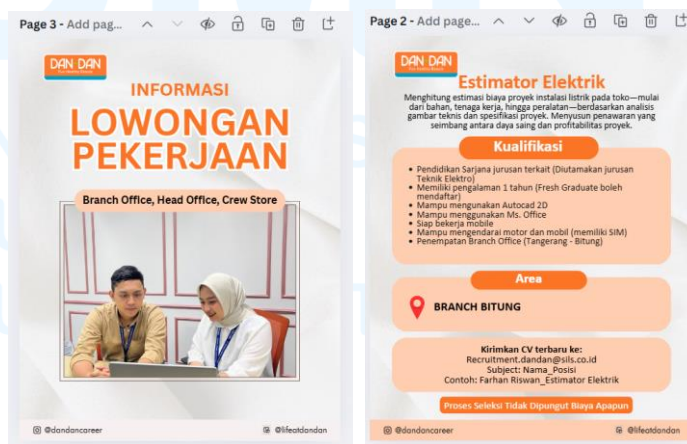 Page 3 - Add pag...
DAN+DAN
INFORMASI
LOWONGAN
PEKERJAAN
Branch Office, Head Office, Crew Store
@dandancareer
@lifeatdandan
Page 2 - Add page...
DAN+DAN
Estimator Elektrik
Menghitung estimasi biaya proyek instalasi listrik pada toko—mulai
dari bahan, tenaga kerja, hingga peralatan—berdasarkan analisis
gambar teknis dan spesifikasi proyek. Menyusun penawaran yang
seimbang antara daya saing dan profitabilitas proyek.
Kualifikasi
• Pendidikan Sarjana jurusan terkait (Diutamakan jurusan
Teknik Elektro)
• Memiliki pengalaman 1 tahun (Fresh Graduate boleh
mendaftar)
• Mampu mengunakan Autocad 2D
• Mampu menggunakan Ms. Office
• Siap bekerja mobile
• Mampu mengendarai motor dan mobil (memiliki SIM)
• Penempatan Branch Office (Tangerang - Bitung)
Area
BRANCH BITUNG
Kirimkan CV terbaru ke:
Recruitment.dandan@sils.co.id
Subject: Nama_Posisi
Contoh: Farhan Riswan_Estimator Elektrik
Proses Seleksi Tidak Dipungut Biaya Apapun
@dandancareer
@lifeatdandan